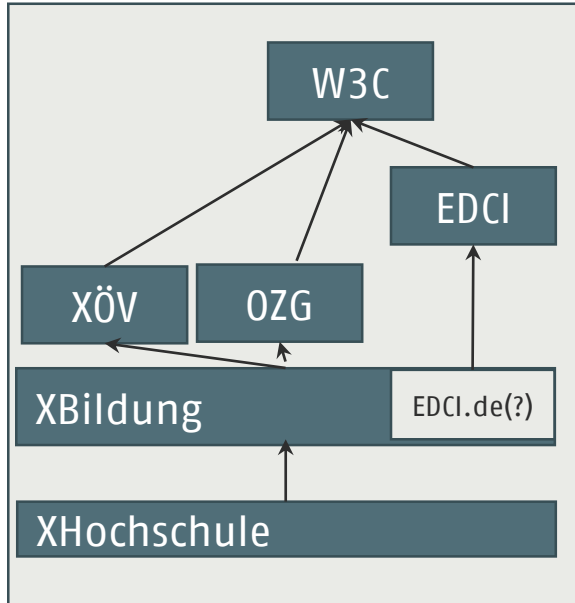 W3C
EDCI
XÖV
OZG
XBildung
EDCI.de(?)
XHochschule